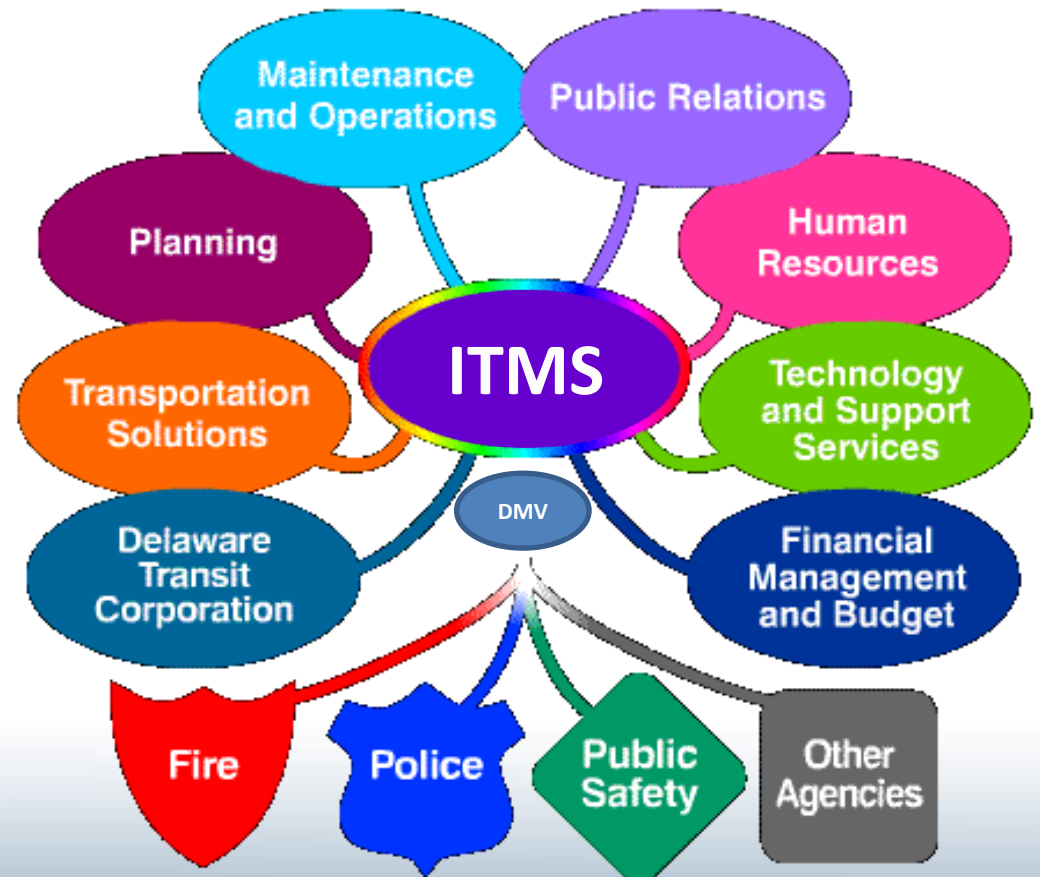 Maintenance
and Operations
Public Relations
Planning
Human
Resources
ITMS
Transportation
Solutions
Technology
and Support
Services
DMV
Delaware
Transit
Corporation
Financial
Management
and Budget
Fire
Police
Public
Safety
Other
Agencies